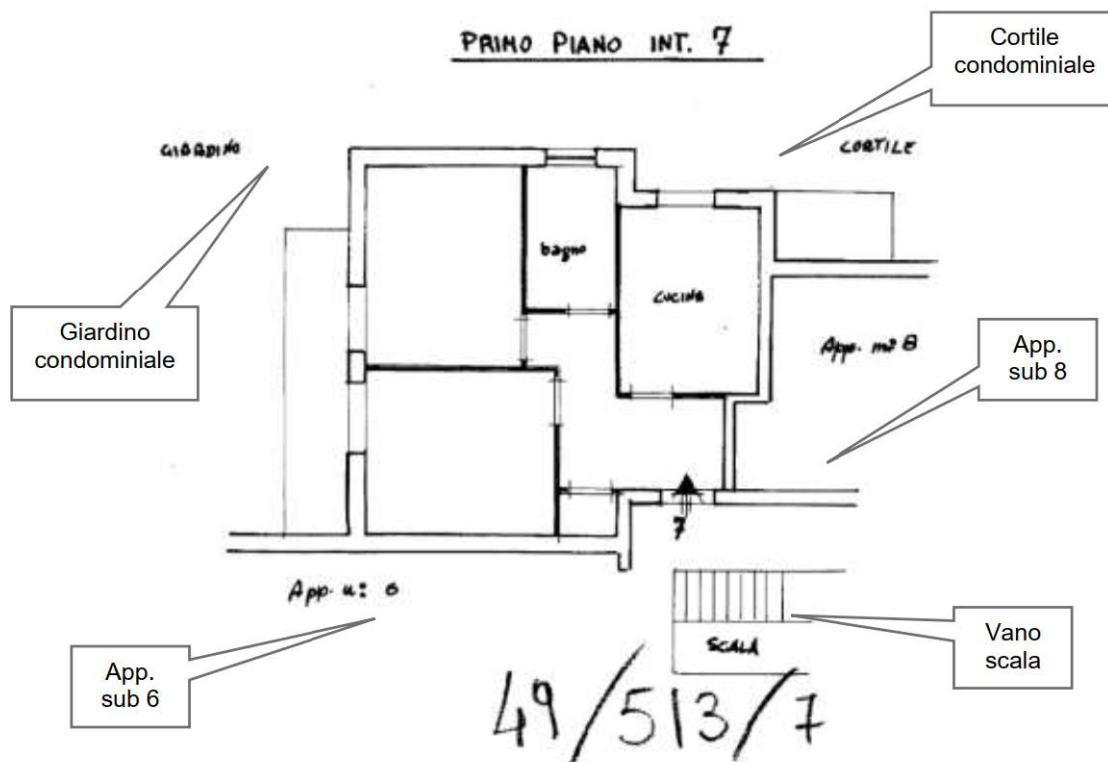 PRIMO PIANO INT. 7
Cortile
condominiale
GIARDINO
CORTILE
bagno
CUCINA
Giardino
condominiale
App. n° 8
App.
sub 8
7
App. n: 6
App.
sub 6
SCALA
Vano
scala
49/513/7